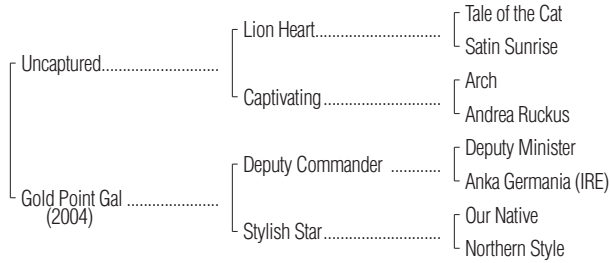 Tale of the Cat
Lion Heart
Satin Sunrise
Uncaptured
Arch
Captivating
Andrea Ruckus
Deputy Minister
Deputy Commander
Anka Germania (IRE)
Gold Point Gal
(2004)
Our Native
Stylish Star
Northern Style